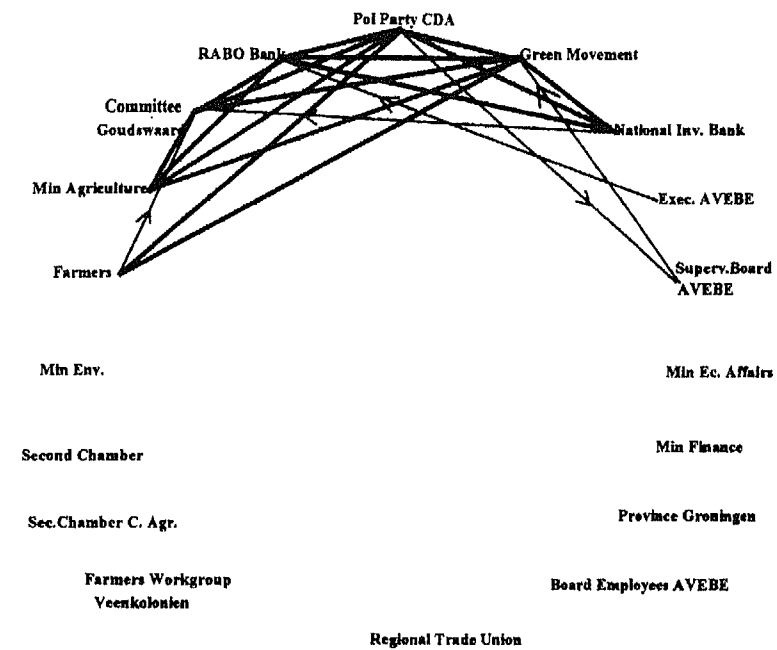 Pol Party CDA
RABO Bank
Green Movement
Committee
Goudswaard
National Inv. Bank
Min Agriculture
Exec. AVEBE
Farmers
Superv.Board
AVEBE
Min Env.
Min Ec. Affairs
Second Chamber
Min Finance
Sec.Chamber C. Agr.
Province Groningen
Farmers Workgroup
Veenkolonien
Board Employees AVEBE
Regional Trade Union